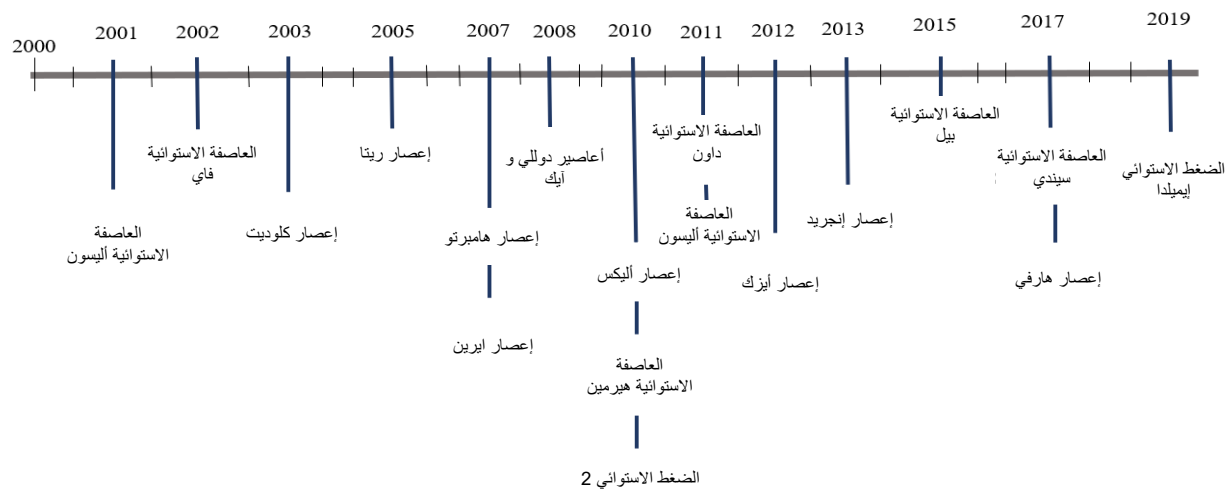 2000
2001
2002
2003
2005
2007
2008
2010
2011
2012
2013
2015
2017
2019
العاصفة
الاستوائية أليسون
العاصفة الاستوائية
فاي
إعصار كلوديت
إعصار ريتا
إعصار هامبرتو
إعصار ايرين
أعاصير دوللي و
آيك
إعصار أليكس
العاصفة
الاستوائية هيرمين
الضغط الاستوائي 2
العاصفة الاستوائية
داون
العاصفة
الاستوائية أليسون
إعصار أيزك
إعصار إنجريد
العاصفة الاستوائية
بيل
العاصفة الاستوائية
سيندي
إعصار هارفي
الضغط الاستوائي
إيميلدا